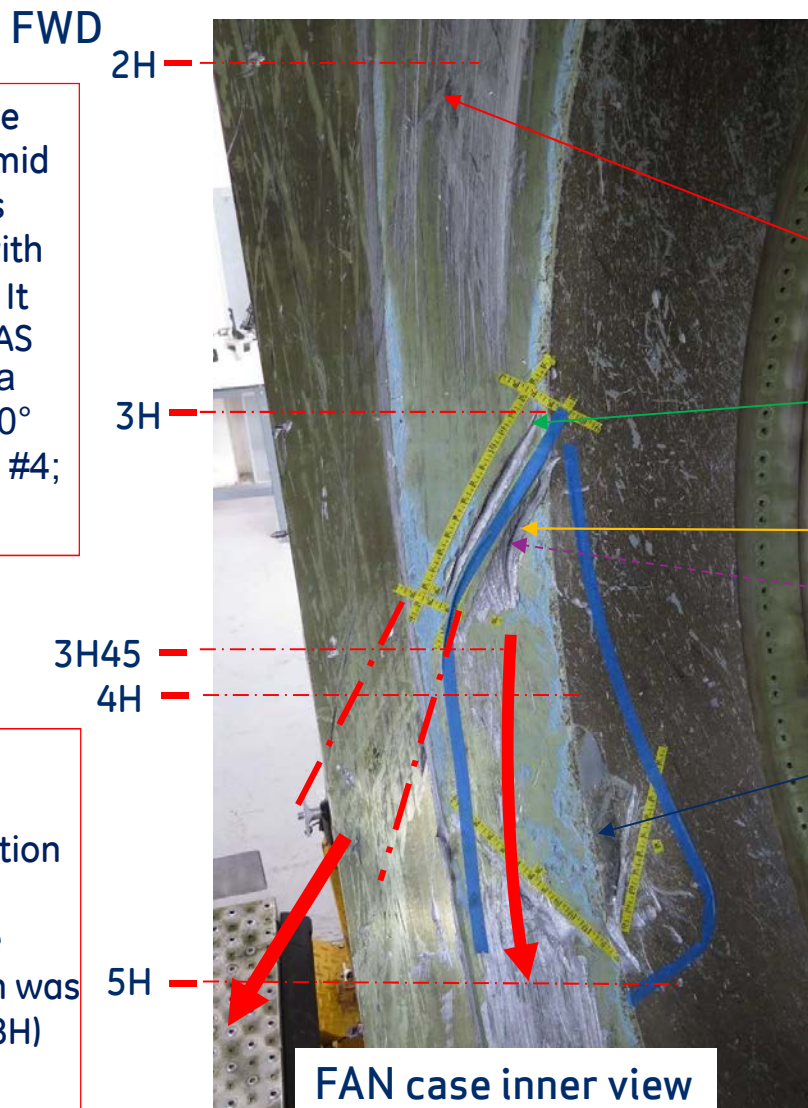 FWD
2H
e
mid
s
ith
It
AS
a
0°
#4;
3H
3H45
4H
tion
n was
3H)
5H
FAN case inner view